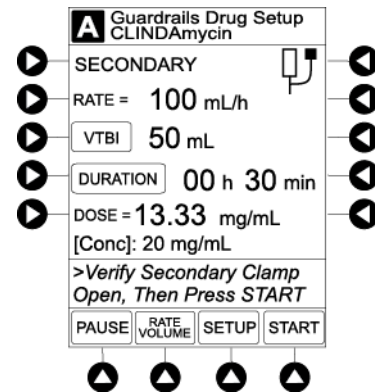 A Guardrails Drug Setup
CLINDAmycin
SECONDARY
RATE = 100 mL/h
VTBI 50 mL
DURATION 00 h 30 min
DOSE = 13.33 mg/mL
[Conc]: 20 mg/mL
>Verify Secondary Clamp
Open, Then Press START
PAUSE RATE VOLUME SETUP START